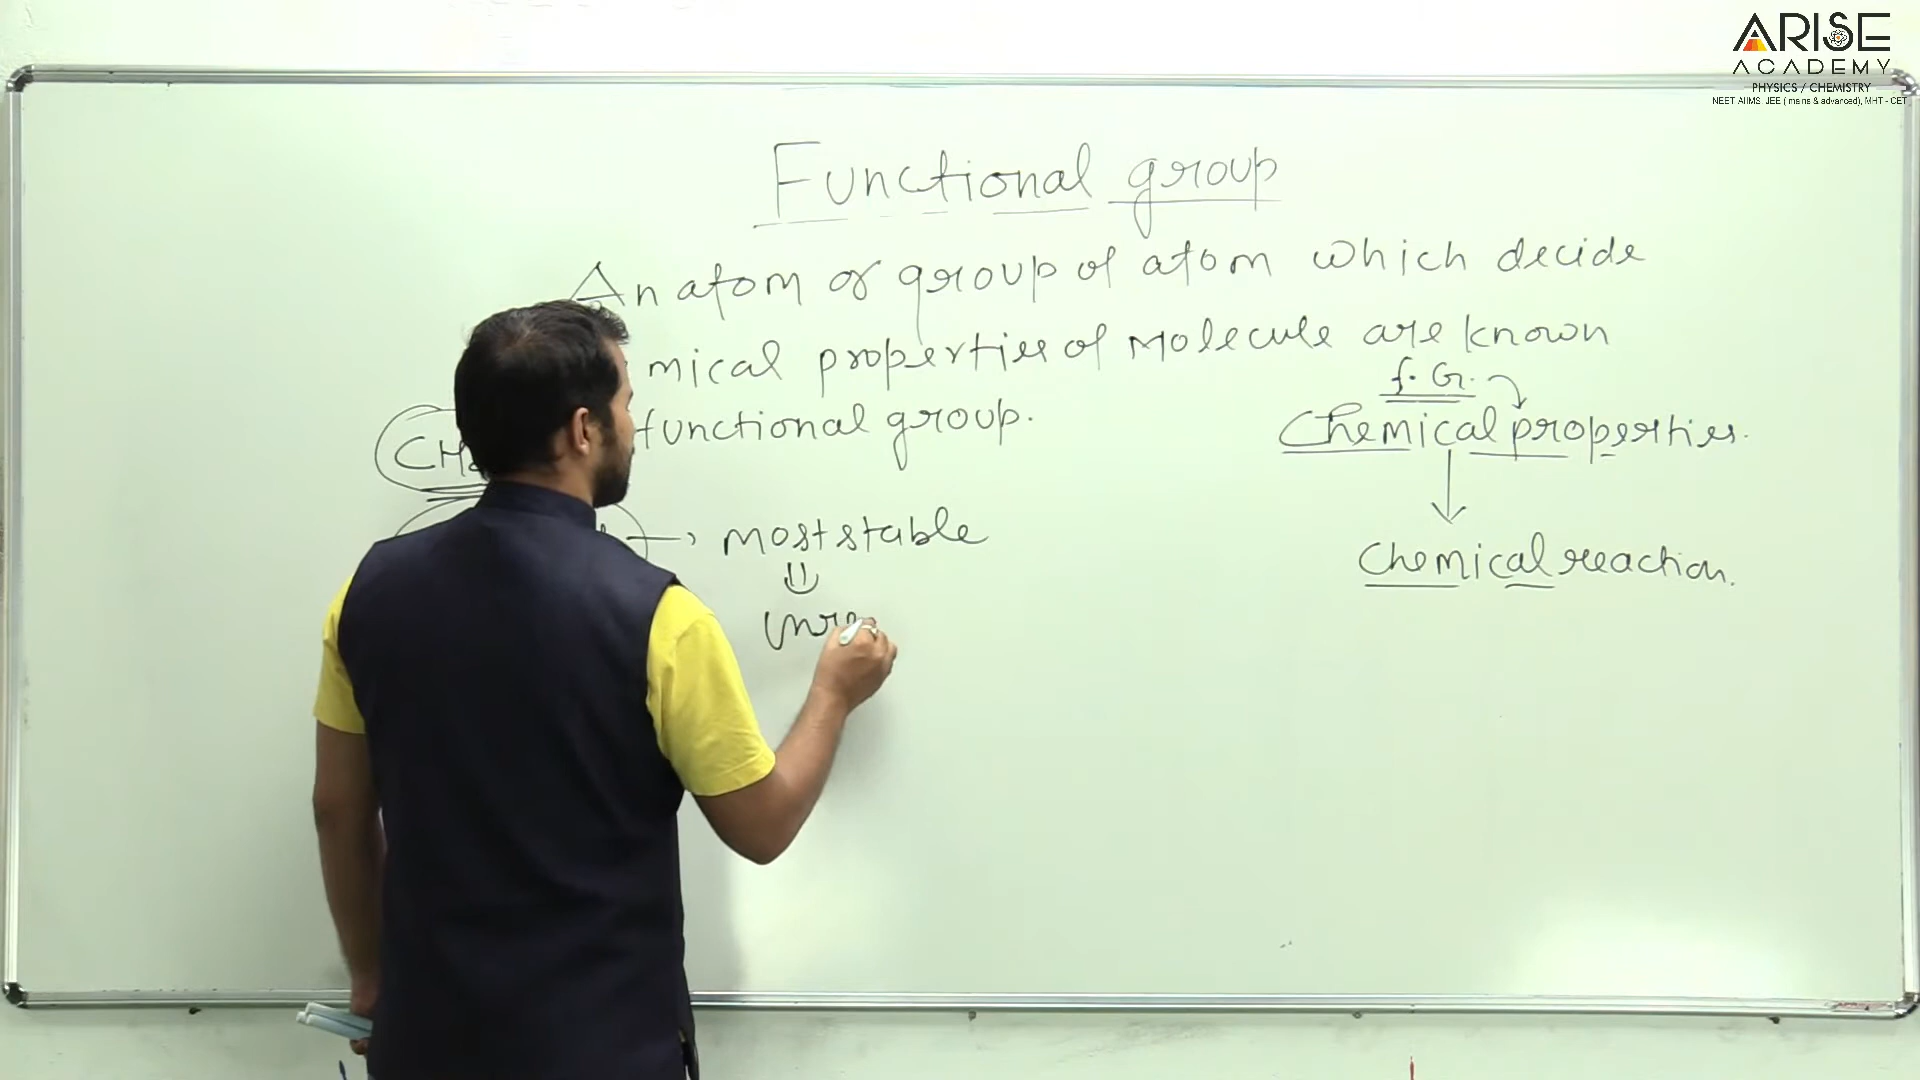 ARISE
ACADEMY
PHYSICS / CHEMISTRY
NEET AIIMS JEE ( mains & advanced), MHT - CET
Functional group
An atom or group of atom which decide
mical properties of molecule are known
functional group.
f. Gr.
Chemical properties.
most stable
Chemical reaction.